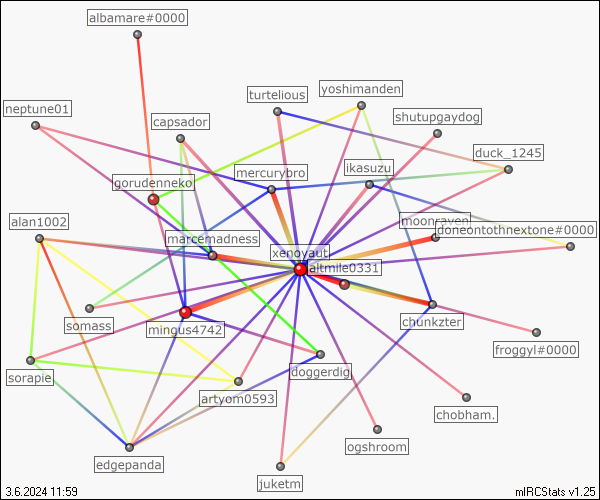 albamare#0000
turtelious
yoshimanden
neptune01
capsador
shutupgaydog
duck_1245
mercurybro
ikasuzu
gorudenneko
alan1002
moonraven
doneontothnextone#0000
marcemadness
xenoyaut
altmile0331
somass
mingus4742
chunkzter
froggyl#0000
sorapie
doggerdig
artyom0593
chobham.
ogshroom
edgepanda
juketm
3.6.2024 11:59
mIRCStats v1.25